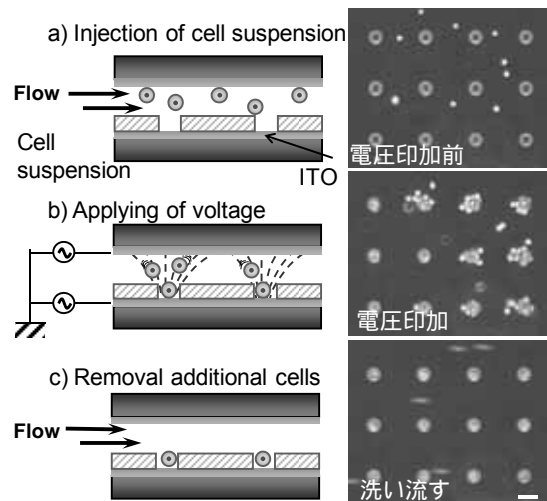 a) Injection of cell suspension
Flow
Cell
suspension
ITO
電圧印加前
b) Applying of voltage
電圧印加
c) Removal additional cells
Flow
洗い流す